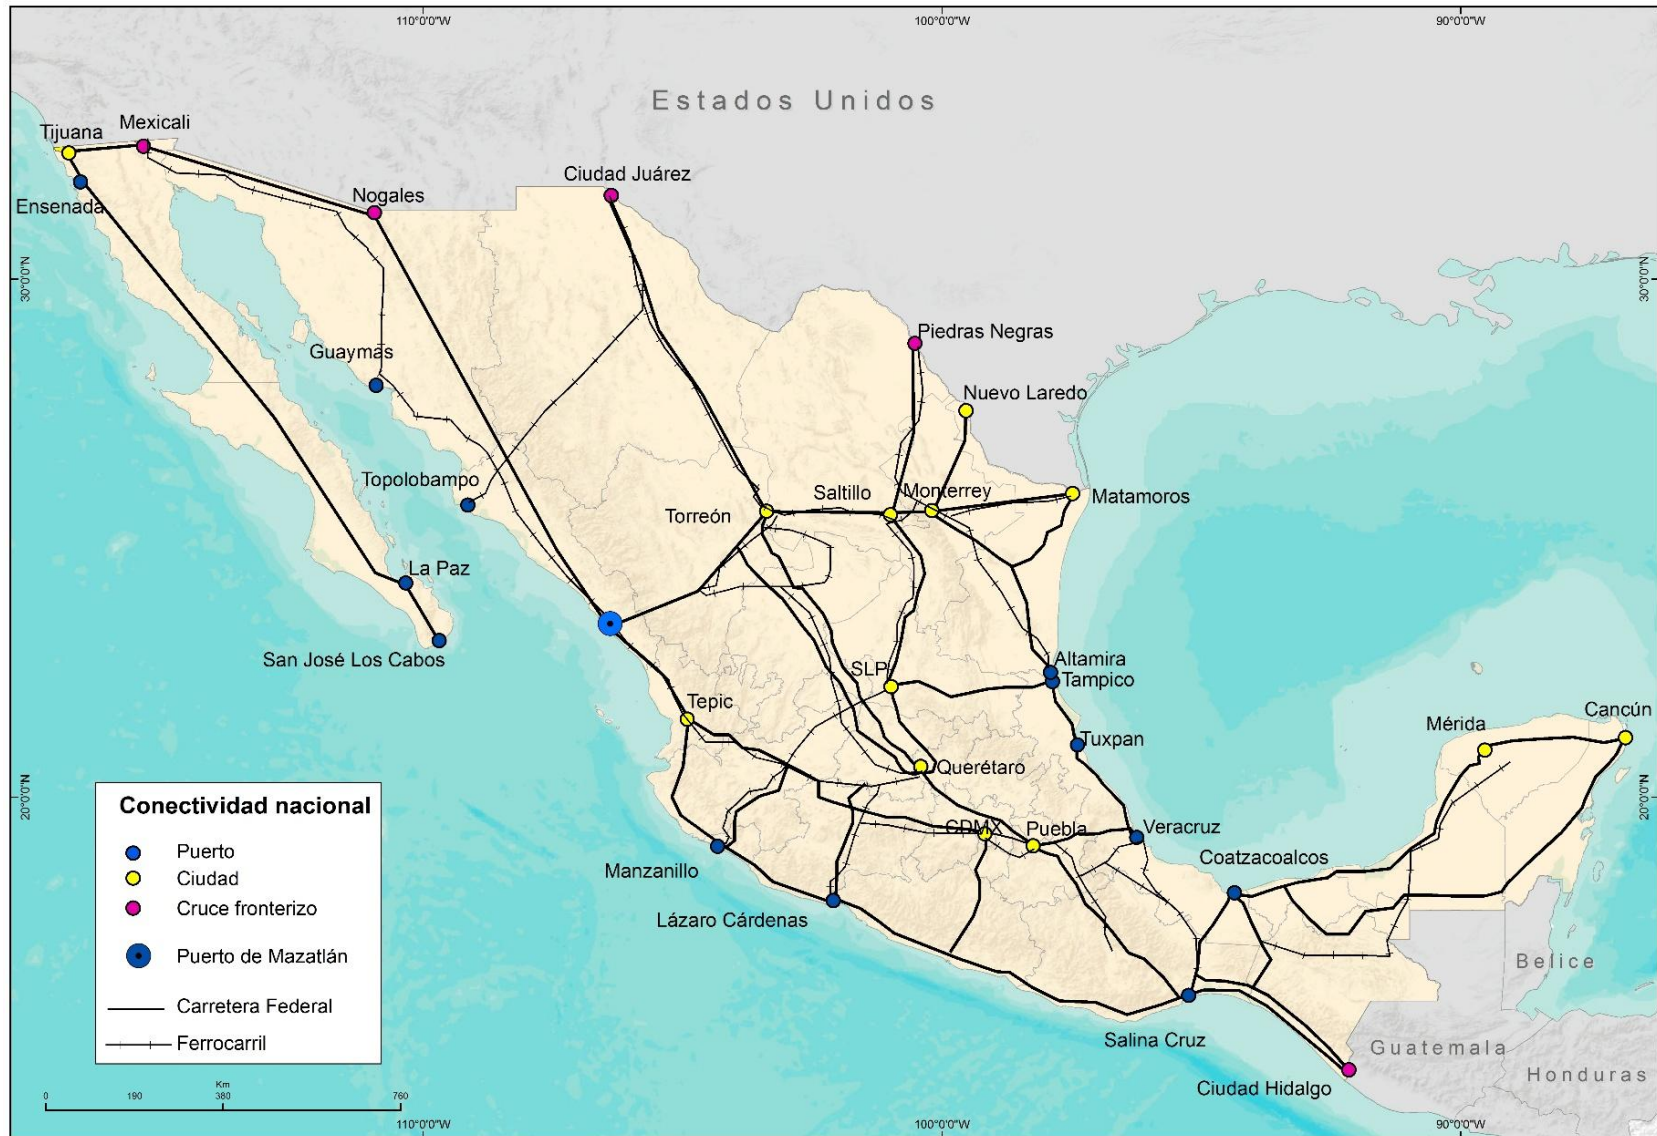 110°0'0"W
100°0'0"W
90°0'0"W
Estados Unidos
Tijuana
Mexicali
Ensenada
Nogales
Ciudad Juárez
30°0'0"N
30°0'0"N
Guaymas
Piedras Negras
Nuevo Laredo
Topolobampo
Torreón
Saltillo
Monterrey
Matamoros
La Paz
San José Los Cabos
SLP
Altamira
Tampico
Tepic
Tuxpan
Mérida
Cancún
Querétaro
20°0'0"N
20°0'0"N
CDMX
Puebla
Veracruz
Coatzacoalcos
Manzanillo
Lázaro Cárdenas
Salina Cruz
Ciudad Hidalgo
Belice
Guatemala
Honduras
Conectividad nacional
Puerto
Ciudad
Cruce fronterizo
Puerto de Mazatlán
Carretera Federal
Ferrocarril
Km
0 190 380 760
110°0'0"W
100°0'0"W
90°0'0"W